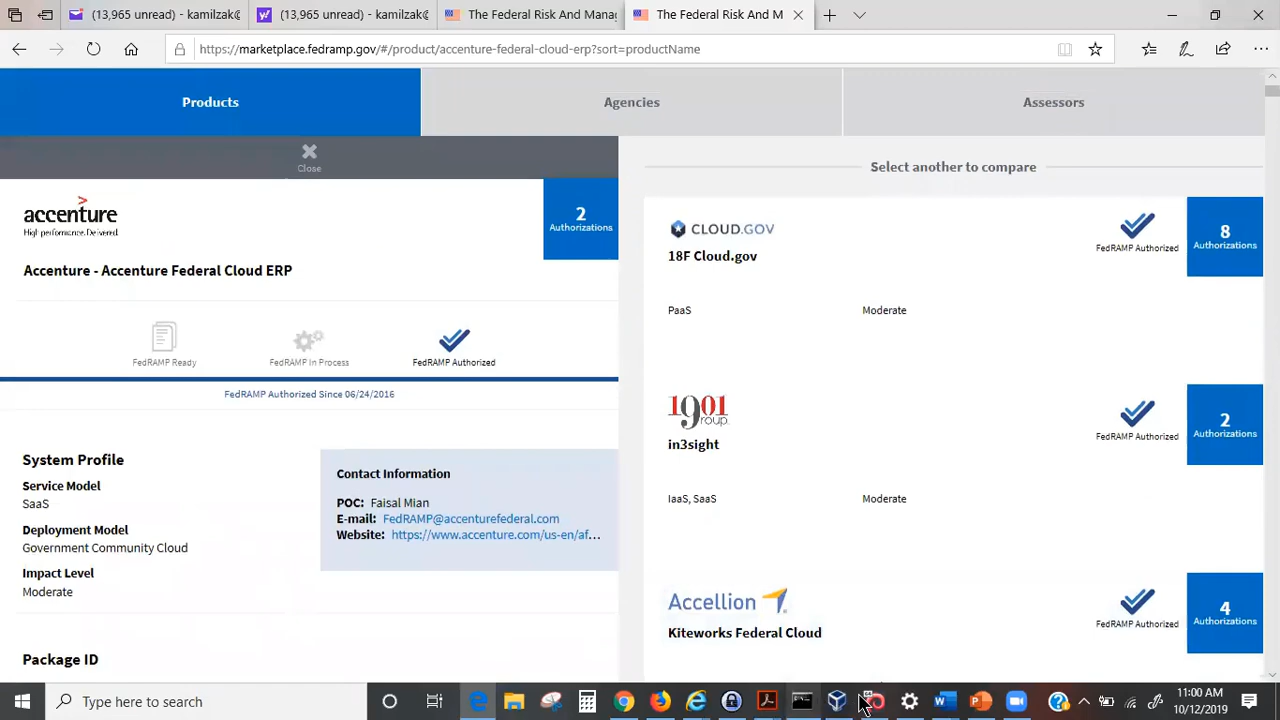 (13,965 unread) - kamilzak@
(13,965 unread) - kamilzak@
The Federal Risk And Manag
The Federal Risk And M
https://marketplace.fedramp.gov/#/product/accenture-federal-cloud-erp?sort=productName
Products
Agencies
Assessors
Close
Select another to compare
accenture
High performance. Delivered.
2
Authorizations
Accenture - Accenture Federal Cloud ERP
FedRAMP Ready
FedRAMP In Process
FedRAMP Authorized
FedRAMP Authorized Since 06/24/2016
System Profile
Service Model
SaaS
Deployment Model
Government Community Cloud
Impact Level
Moderate
Package ID
Contact Information
POC: Faisal Mian
E-mail: FedRAMP@accenturefederal.com
Website: https://www.accenture.com/us-en/af...
CLOUD.GOV
18F Cloud.gov
FedRAMP Authorized
8
Authorizations
PaaS
Moderate
1901
Group
in3sight
FedRAMP Authorized
2
Authorizations
IaaS, SaaS
Moderate
Accellion
Kiteworks Federal Cloud
FedRAMP Authorized
4
Authorizations
Type here to search
11:00 AM
10/12/2019